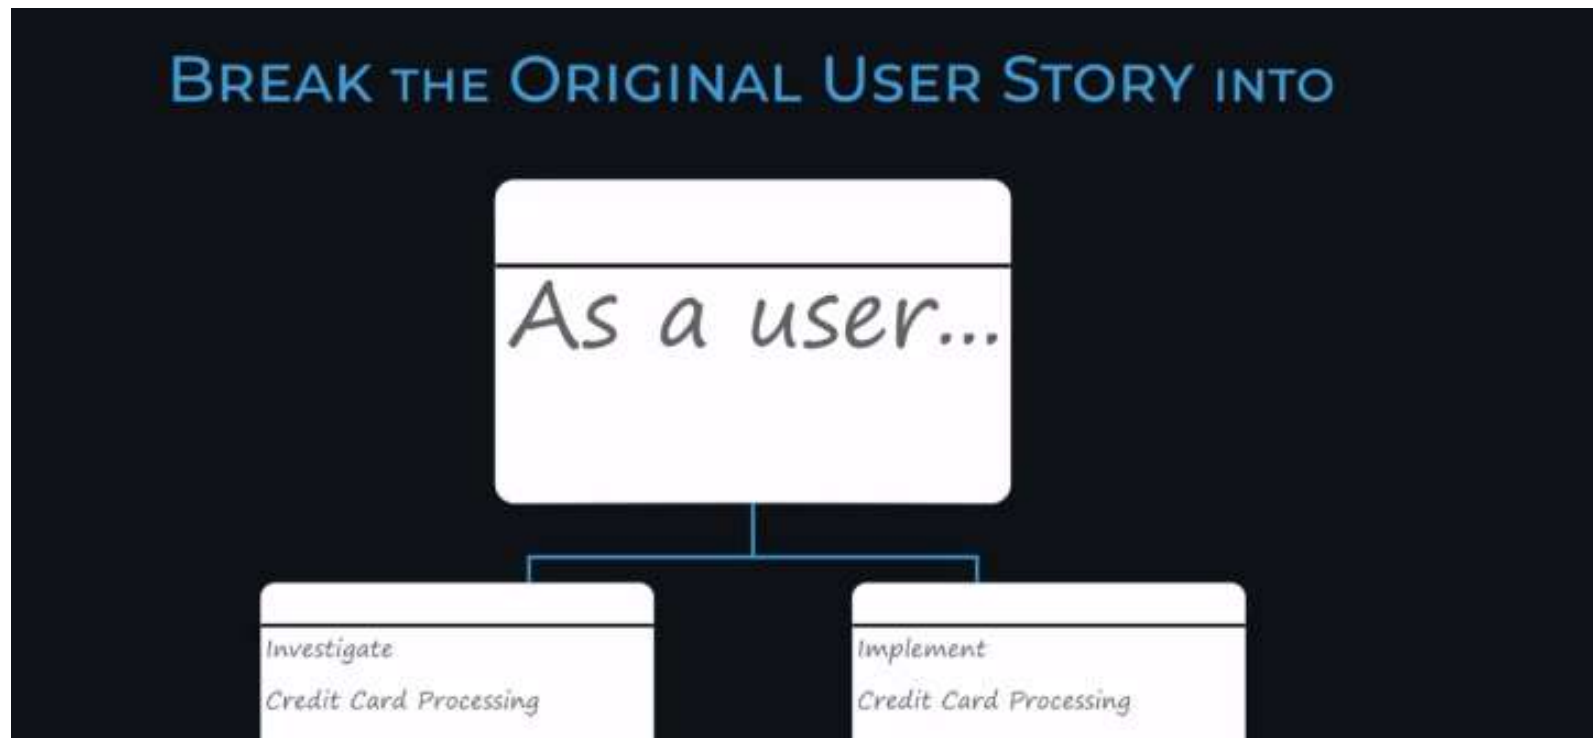 Break the Original User Story into
As a user...
Investigate
Credit Card Processing
Implement
Credit Card Processing